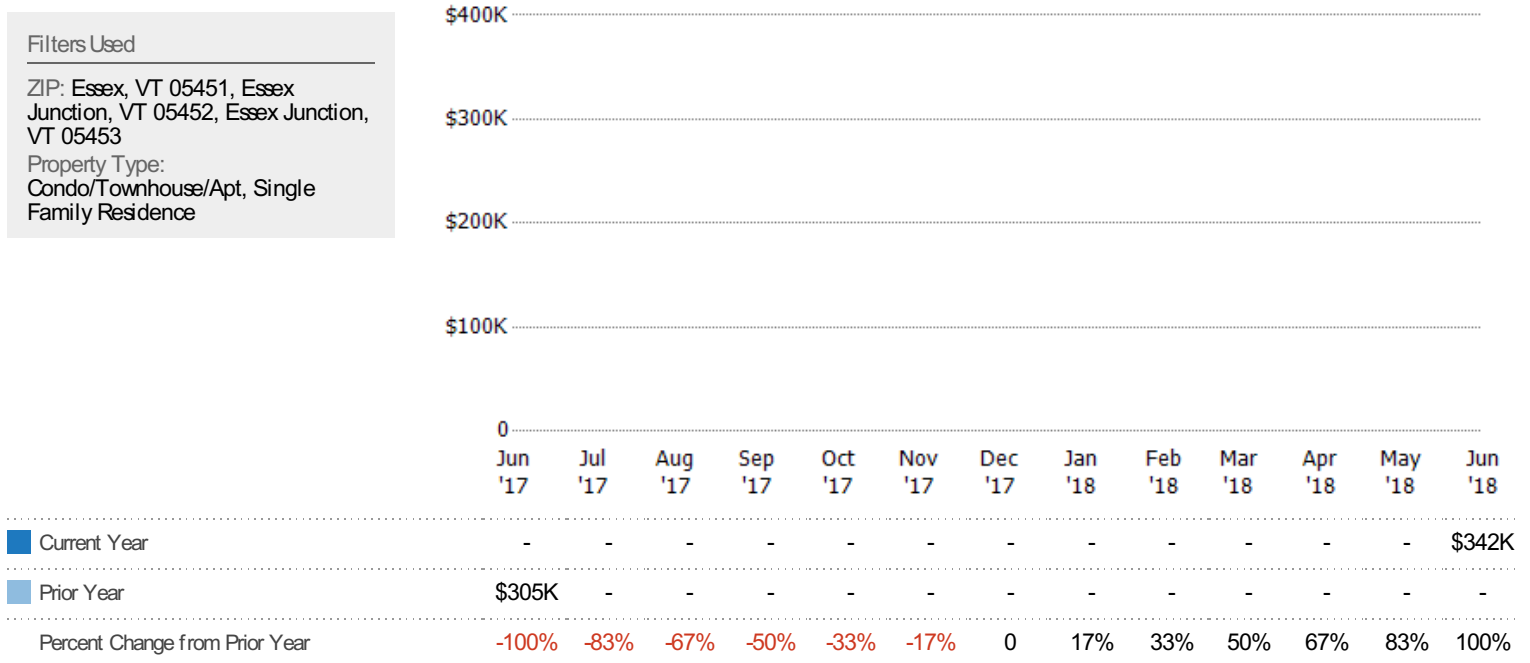 Filters Used
ZIP: Essex, VT 05451, Essex
Junction, VT 05452, Essex Junction,
VT 05453
Property Type:
Condo/Townhouse/Apt, Single
Family Residence
$400K
$300K
$200K
$100K
0
Jun Jul Aug Sep Oct Nov Dec Jan Feb Mar Apr May Jun
'17 '17 '17 '17 '17 '17 '17 '18 '18 '18 '18 '18 '18
Current Year - - - - - - - - - - - - $342K
Prior Year $305K - - - - - - - - - - - -
Percent Change from Prior Year -100% -83% -67% -50% -33% -17% 0 17% 33% 50% 67% 83% 100%